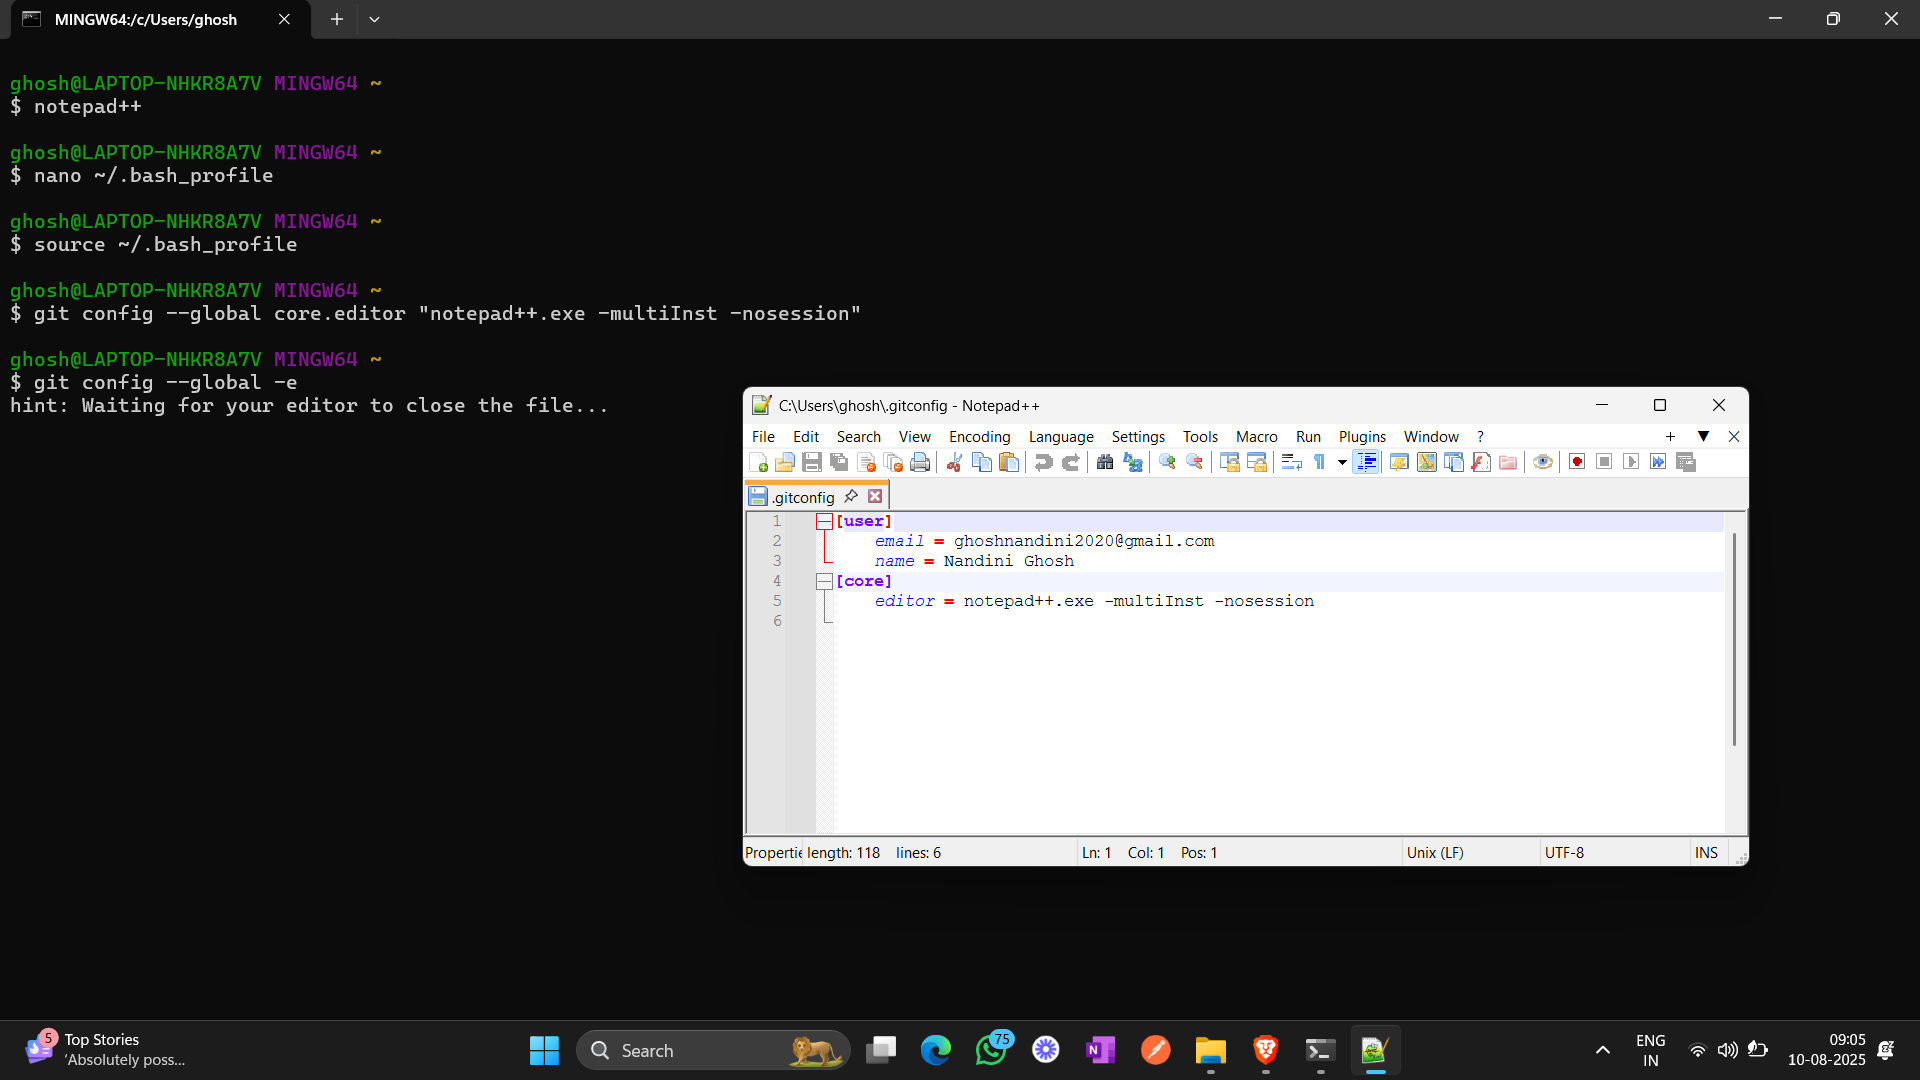 MINGW64:/c/Users/ghosh
ghosh@LAPTOP-NHKR8A7V MINGW64 ~
$ notepad++
ghosh@LAPTOP-NHKR8A7V MINGW64 ~
$ nano ~/.bash_profile
ghosh@LAPTOP-NHKR8A7V MINGW64 ~
$ source ~/.bash_profile
ghosh@LAPTOP-NHKR8A7V MINGW64 ~
$ git config --global core.editor "notepad++.exe -multiInst -nosession"
ghosh@LAPTOP-NHKR8A7V MINGW64 ~
$ git config --global -e
hint: Waiting for your editor to close the file...
C:\Users\ghosh\.gitconfig - Notepad++
File Edit Search View Encoding Language Settings Tools Macro Run Plugins Window ?
.gitconfig
1 [user]
2 email = ghoshnandini2020@gmail.com
3 name = Nandini Ghosh
4 [core]
5 editor = notepad++.exe -multiInst -nosession
6
Propertie length: 118 lines: 6 Ln: 1 Col: 1 Pos: 1 Unix (LF) UTF-8 INS
5 Top Stories
'Absolutely poss...
Search
75
ENG
IN
09:05
10-08-2025